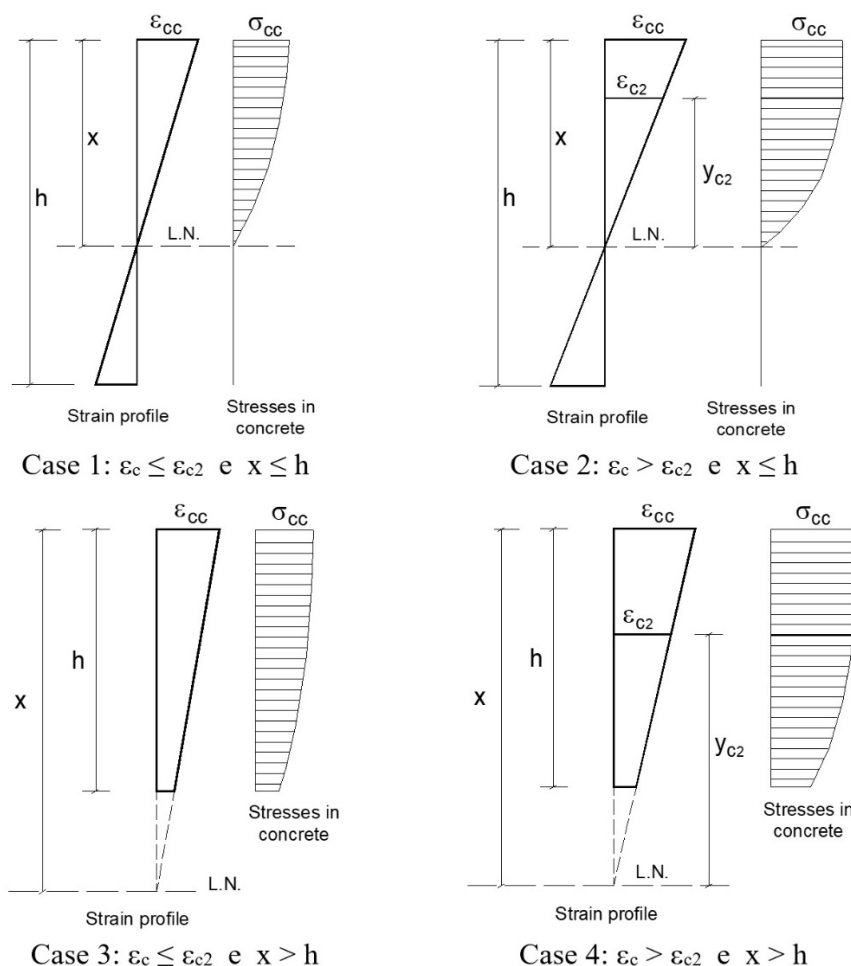 εcc σcc
x
h
L.N.
Strain profile
Stresses in
concrete
Case 1: εc ≤ εc2 e x ≤ h
εcc σcc
εc2
x
yc2
h
L.N.
Strain profile
Stresses in
concrete
Case 2: εc > εc2 e x ≤ h
εcc σcc
h
x
Stresses in
concrete
L.N.
Strain profile
Case 3: εc ≤ εc2 e x > h
εcc σcc
εc2
h
x
yc2
Stresses in
concrete
L.N.
Strain profile
Case 4: εc > εc2 e x > h